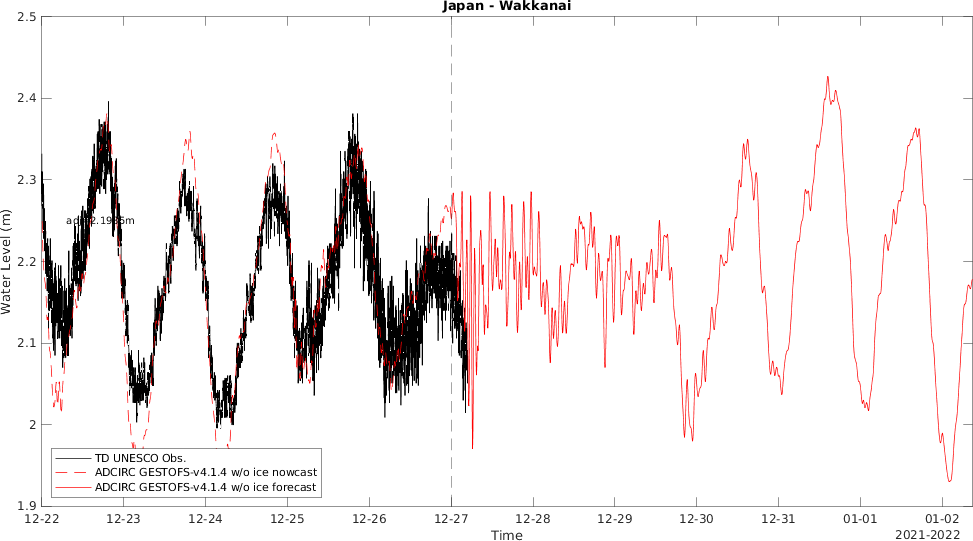 Japan - Wakkanai
2.5
2.4
2.3
2.2
2.1
2
1.9
Water Level (m)
TD UNESCO Obs.
ADCIRC GESTOFS-v4.1.4 w/o ice nowcast
ADCIRC GESTOFS-v4.1.4 w/o ice forecast
12-22 12-23 12-24 12-25 12-26 12-27 12-28 12-29 12-30 12-31 01-01 01-02
Time
2021-2022